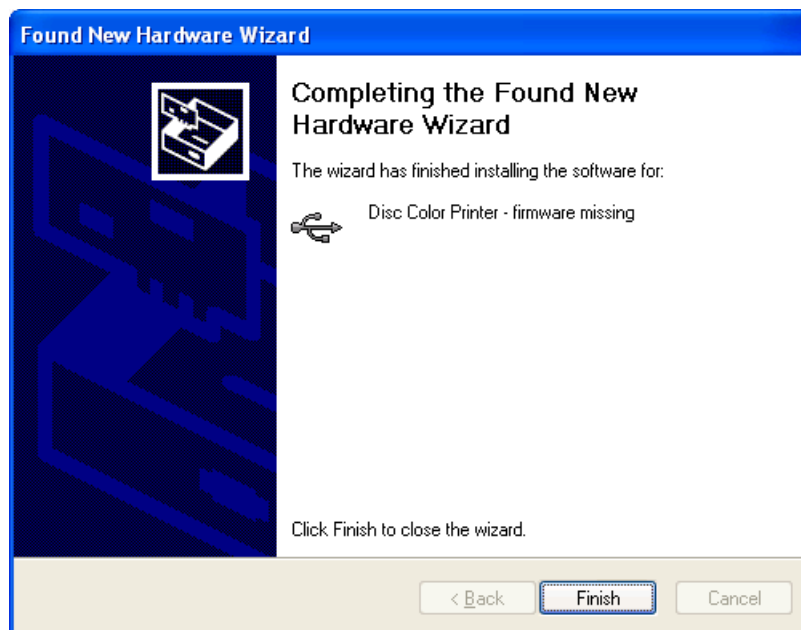 Found New Hardware Wizard
Completing the Found New
Hardware Wizard
The wizard has finished installing the software for:
Disc Color Printer - firmware missing
Click Finish to close the wizard.
< Back
Finish
Cancel